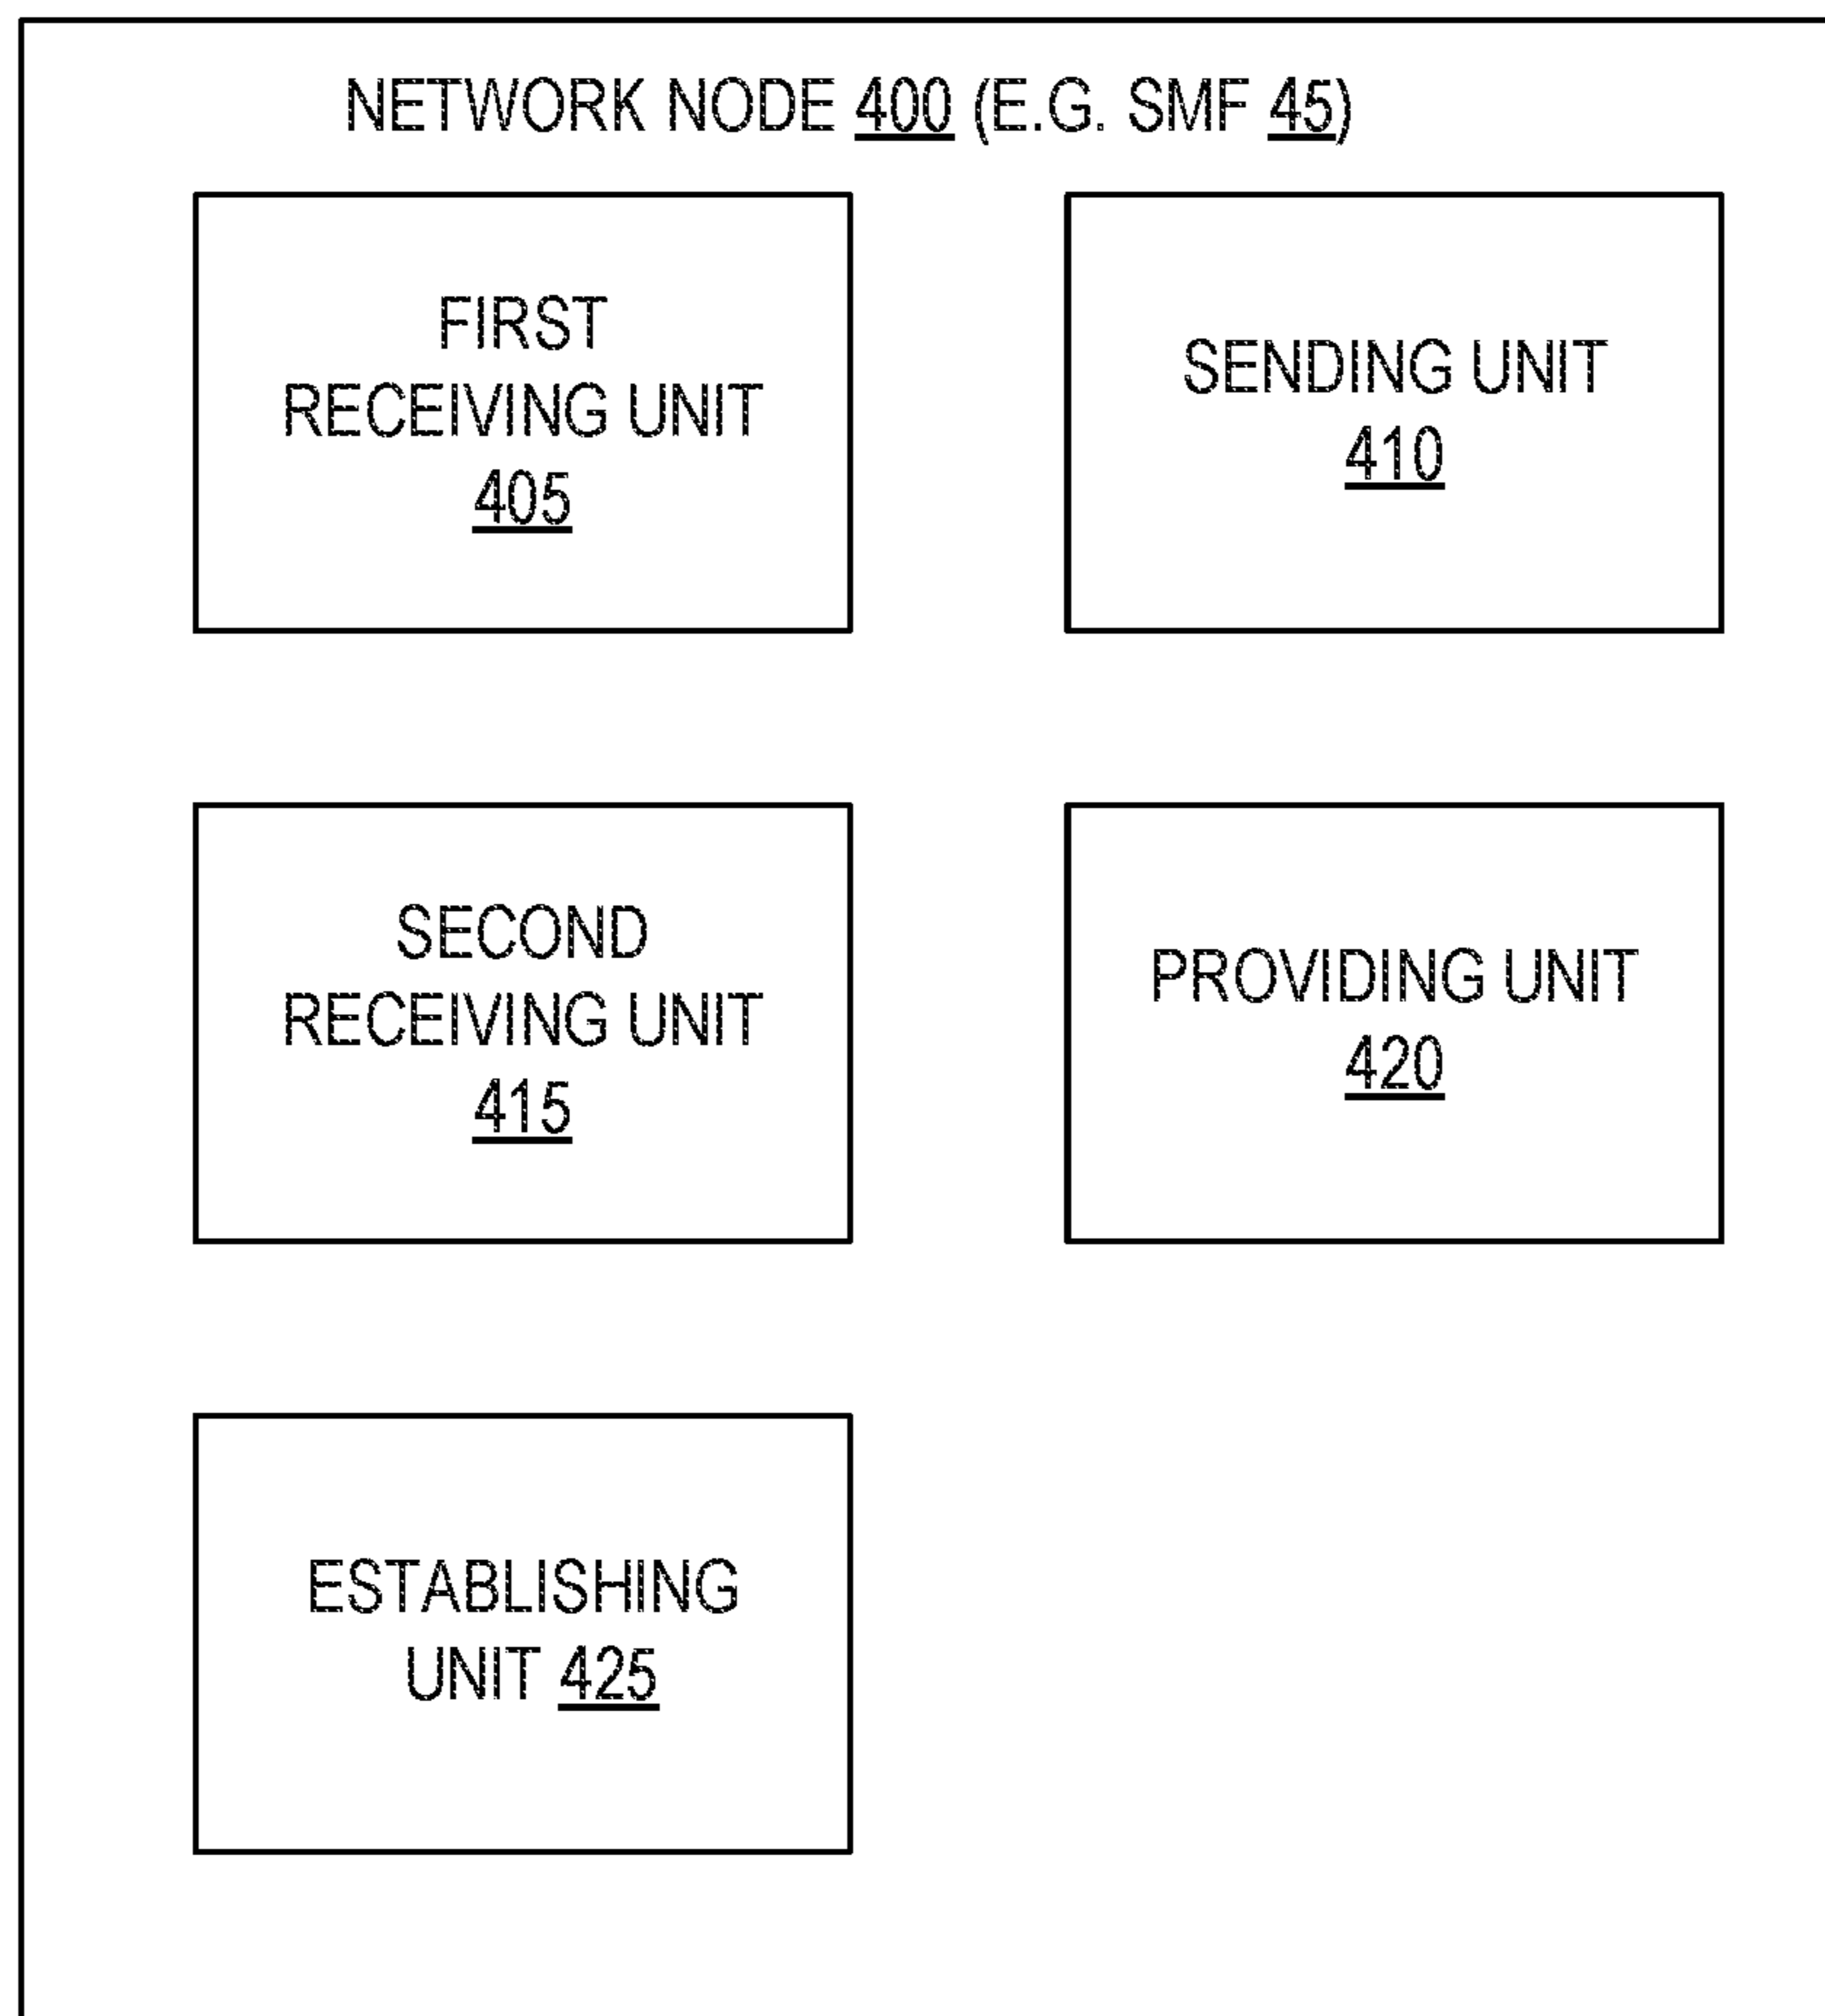 NETWORK NODE 400 (E.G. SMF 45)
FIRST
RECEIVING UNIT
405
SENDING UNIT
410
SECOND
RECEIVING UNIT
415
PROVIDING UNIT
420
ESTABLISHING
UNIT 425